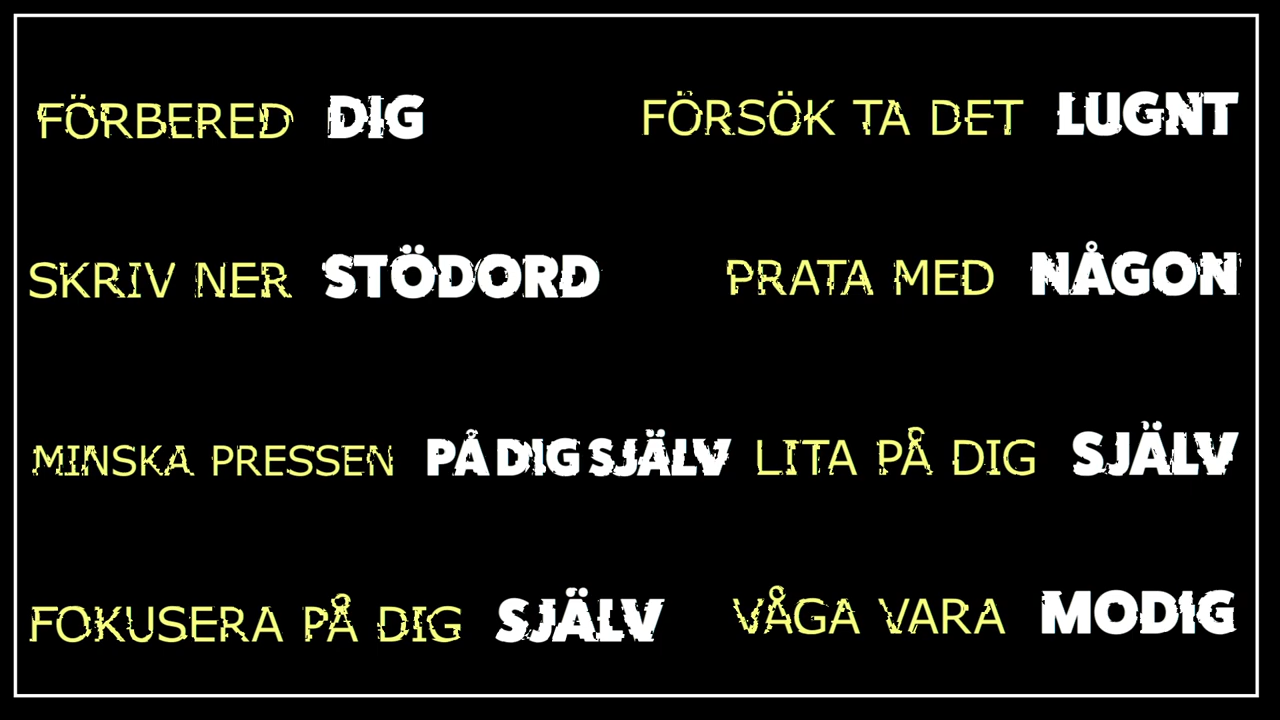 FÖRBERED DIG
FÖRSÖK TA DET LUGNT
SKRIV NER STÖDORD
PRATA MED NÅGON
MINSKA PRESSEN PÅ DIG SJÄLV
LITA PÅ DIG SJÄLV
FOKUSERA PÅ DIG SJÄLV
VÅGA VARA MODIG